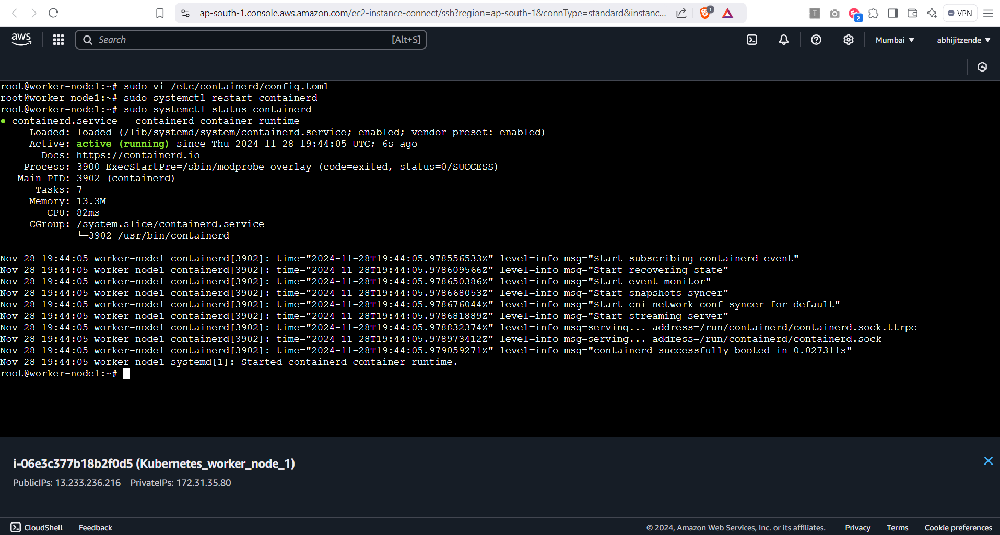 ap-south-1.console.aws.amazon.com/ec2-instance-connect/ssh?region=ap-south-1&connType=standard&instanc...
1
T
2
VPN
aws
Search
[Alt+S]
Mumbai ▼
abhijitzende ▼
root@worker-node1:~# sudo vi /etc/containerd/config.toml
root@worker-node1:~# sudo systemctl restart containerd
root@worker-node1:~# sudo systemctl status containerd
● containerd.service - containerd container runtime
     Loaded: loaded (/lib/systemd/system/containerd.service; enabled; vendor preset: enabled)
     Active: active (running) since Thu 2024-11-28 19:44:05 UTC; 6s ago
       Docs: https://containerd.io
    Process: 3900 ExecStartPre=/sbin/modprobe overlay (code=exited, status=0/SUCCESS)
   Main PID: 3902 (containerd)
      Tasks: 7
     Memory: 13.3M
        CPU: 82ms
     CGroup: /system.slice/containerd.service
             └─3902 /usr/bin/containerd
Nov 28 19:44:05 worker-node1 containerd[3902]: time="2024-11-28T19:44:05.978556533Z" level=info msg="Start subscribing containerd event"
Nov 28 19:44:05 worker-node1 containerd[3902]: time="2024-11-28T19:44:05.978609566Z" level=info msg="Start recovering state"
Nov 28 19:44:05 worker-node1 containerd[3902]: time="2024-11-28T19:44:05.978650386Z" level=info msg="Start event monitor"
Nov 28 19:44:05 worker-node1 containerd[3902]: time="2024-11-28T19:44:05.978668053Z" level=info msg="Start snapshots syncer"
Nov 28 19:44:05 worker-node1 containerd[3902]: time="2024-11-28T19:44:05.978676044Z" level=info msg="Start cni network conf syncer for default"
Nov 28 19:44:05 worker-node1 containerd[3902]: time="2024-11-28T19:44:05.978681889Z" level=info msg="Start streaming server"
Nov 28 19:44:05 worker-node1 containerd[3902]: time="2024-11-28T19:44:05.978832374Z" level=info msg=serving... address=/run/containerd/containerd.sock.ttrpc
Nov 28 19:44:05 worker-node1 containerd[3902]: time="2024-11-28T19:44:05.978973412Z" level=info msg=serving... address=/run/containerd/containerd.sock
Nov 28 19:44:05 worker-node1 containerd[3902]: time="2024-11-28T19:44:05.979059271Z" level=info msg="containerd successfully booted in 0.027311s"
Nov 28 19:44:05 worker-node1 systemd[1]: Started containerd container runtime.
root@worker-node1:~#
i-06e3c377b18b2f0d5 (Kubernetes_worker_node_1)
PublicIPs: 13.233.236.216 PrivateIPs: 172.31.35.80
CloudShell
Feedback
© 2024, Amazon Web Services, Inc. or its affiliates.
Privacy
Terms
Cookie preferences